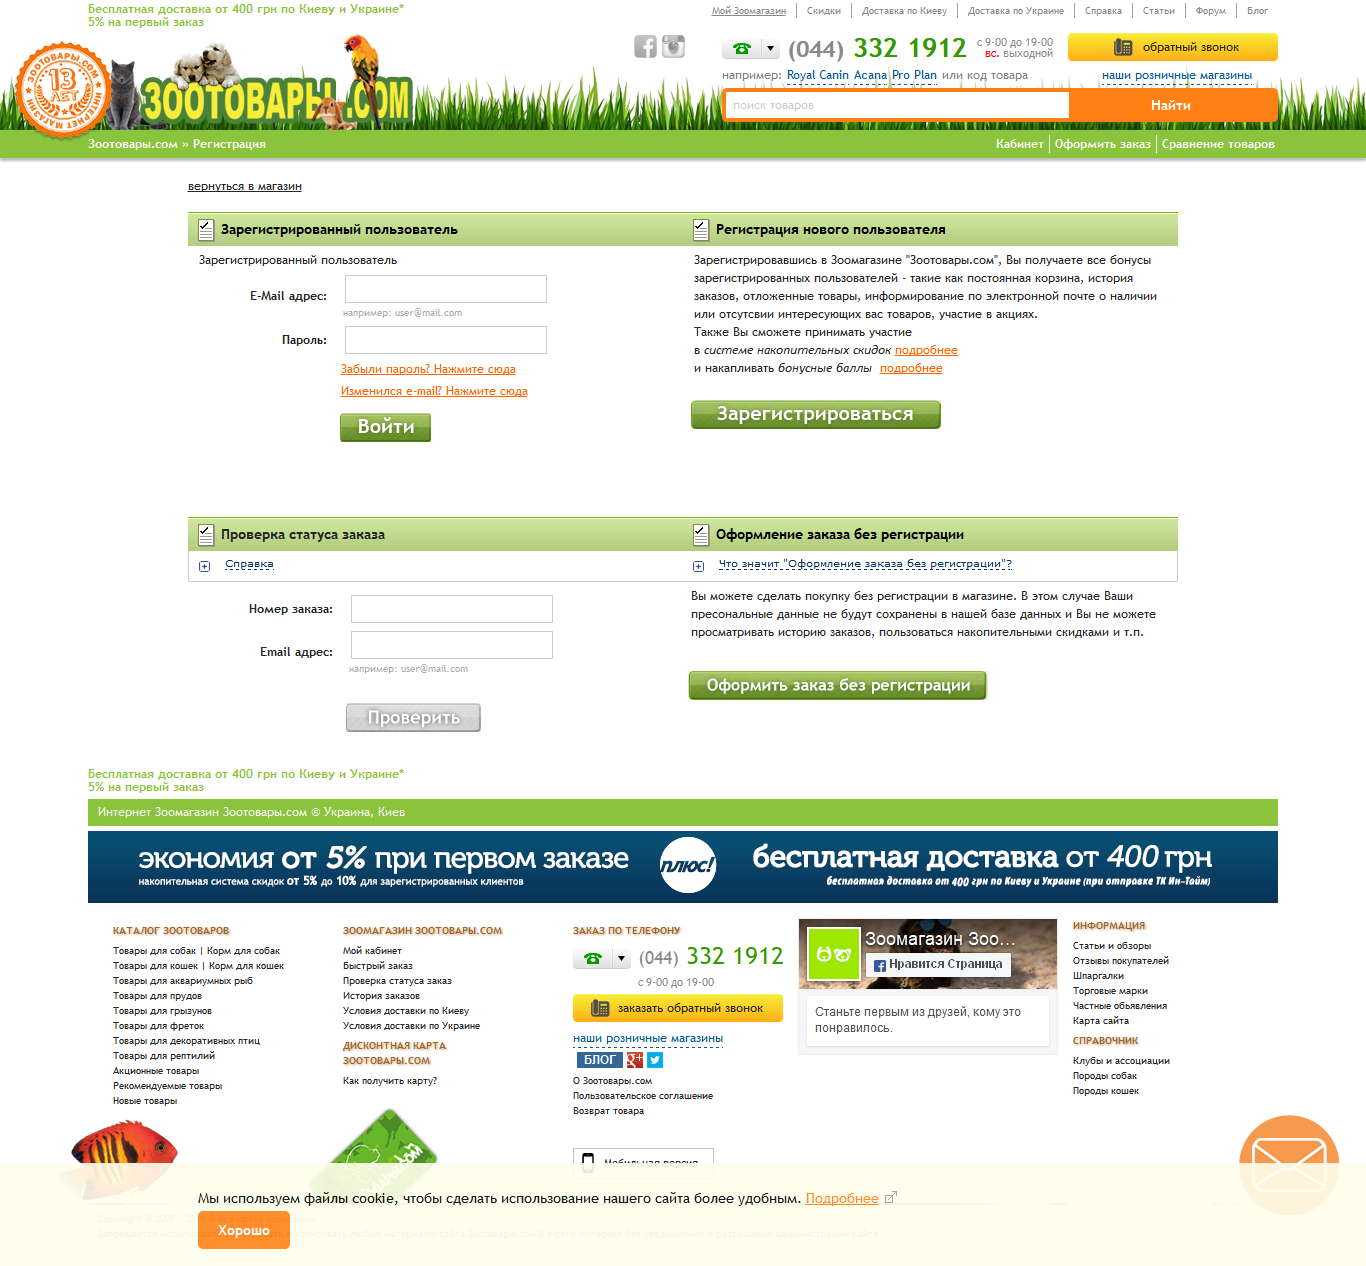 Бесплатная доставка от 400 грн по Киеву и Украине*
5% на первый заказ
Мой Зоомагазин
Скидки
Доставка по Киеву
Доставка по Украине
Справка
Статьи
Форум
Блог
(044) 332 1912
с 9-00 до 19-00
вс. выходной
обратный звонок
например: Royal Canin Acana Pro Plan или код товара
наши розничные магазины
поиск товаров
Найти
ЗООТОВАРЫ.COM
ИНТЕРНЕТ МАГАЗИН
13
ЛЕТ
ЗООТОВАРЫ.COM
Зоотовары.com » Регистрация
Кабинет
Оформить заказ
Сравнение товаров
вернуться в магазин
Зарегистрированный пользователь
Зарегистрированный пользователь
E-Mail адрес:
например: user@mail.com
Пароль:
Забыли пароль? Нажмите сюда
Изменился e-mail? Нажмите сюда
Войти
Регистрация нового пользователя
Зарегистрировавшись в Зоомагазине "Зоотовары.com", Вы получаете все бонусы
зарегистрированных пользователей - такие как постоянная корзина, история
заказов, отложенные товары, информирование по электронной почте о наличии
или отсутсвии интересующих вас товаров, участие в акциях.
Также Вы сможете принимать участие
в системе накопительных скидок подробнее
и накапливать бонусные баллы подробнее
Зарегистрироваться
Проверка статуса заказа
Справка
Номер заказа:
Email адрес:
например: user@mail.com
Проверить
Оформление заказа без регистрации
Что значит "Оформление заказа без регистрации"?
Вы можете сделать покупку без регистрации в магазине. В этом случае Ваши
пресональные данные не будут сохранены в нашей базе данных и Вы не можете
просматривать историю заказов, пользоваться накопительными скидками и т.п.
Оформить заказ без регистрации
Бесплатная доставка от 400 грн по Киеву и Украине*
5% на первый заказ
Интернет Зоомагазин Зоотовары.com ® Украина, Киев
экономия от 5% при первом заказе
накопительная система скидок от 5% до 10% для зарегистрированных клиентов
плюс!
бесплатная доставка от 400 грн
бесплатная доставка от 400 грн по Киеву и Украине (при отправке ТК Ин-Тайм)
КАТАЛОГ ЗООТОВАРОВ
Товары для собак | Корм для собак
Товары для кошек | Корм для кошек
Товары для аквариумных рыб
Товары для прудов
Товары для грызунов
Товары для фреток
Товары для декоративных птиц
Товары для рептилий
Акционные товары
Рекомендуемые товары
Новые товары
ЗООМАГАЗИН ЗООТОВАРЫ.COM
Мой кабинет
Быстрый заказ
Проверка статуса заказа
История заказов
Условия доставки по Киеву
Условия доставки по Украине
ДИСКОНТНАЯ КАРТА
ЗООТОВАРЫ.COM
Как получить карту?
ЗАКАЗ ПО ТЕЛЕФОНУ
(044) 332 1912
с 9-00 до 19-00
заказать обратный звонок
наши розничные магазины
БЛОГ
g+
О Зоотовары.com
Пользовательское соглашение
Возврат товара
Мобильная версия
Зоомагазин Зоо...
Нравится Страница
Станьте первым из друзей, кому это
понравилось.
ИНФОРМАЦИЯ
Статьи и обзоры
Отзывы покупателей
Шпаргалки
Торговые марки
Частные обьявления
Карта сайта
СПРАВОЧНИК
Клубы и ассоциации
Породы собак
Породы кошек
Мы используем файлы cookie, чтобы сделать использование нашего сайта более удобным. Подробнее
Хорошо